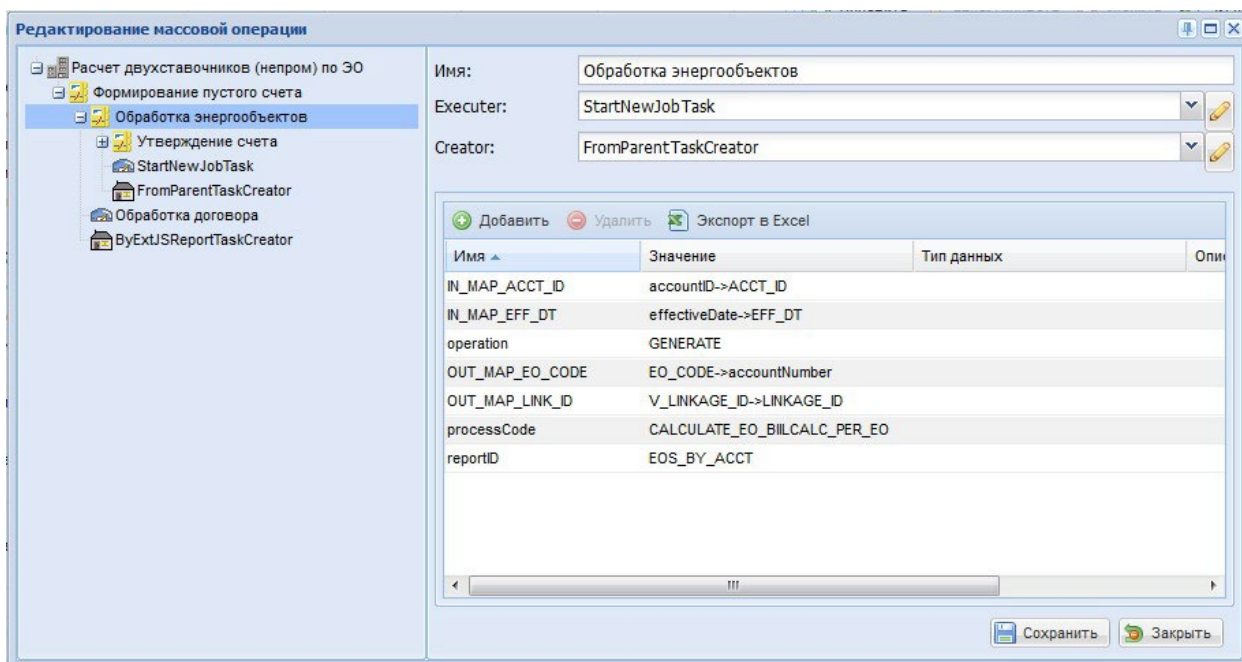 Редактирование массовой операции
Расчет двухставочников (непром) по ЭО
Формирование пустого счета
Обработка энергообъектов
Утверждение счета
StartNewJobTask
FromParentTaskCreator
Обработка договора
ByExtJSReportTaskCreator
Имя: Обработка энергообъектов
Executer: StartNewJobTask
Creator: FromParentTaskCreator
Добавить Удалить Экспорт в Excel
Имя Значение Тип данных Опи
IN_MAP_ACCT_ID accountID->ACCT_ID
IN_MAP_EFF_DT effectiveDate->EFF_DT
operation GENERATE
OUT_MAP_EO_CODE EO_CODE->accountNumber
OUT_MAP_LINK_ID V_LINKAGE_ID->LINKAGE_ID
processCode CALCULATE_EO_BIILCALC_PER_EO
reportID EOS_BY_ACCT
Сохранить Закрыть